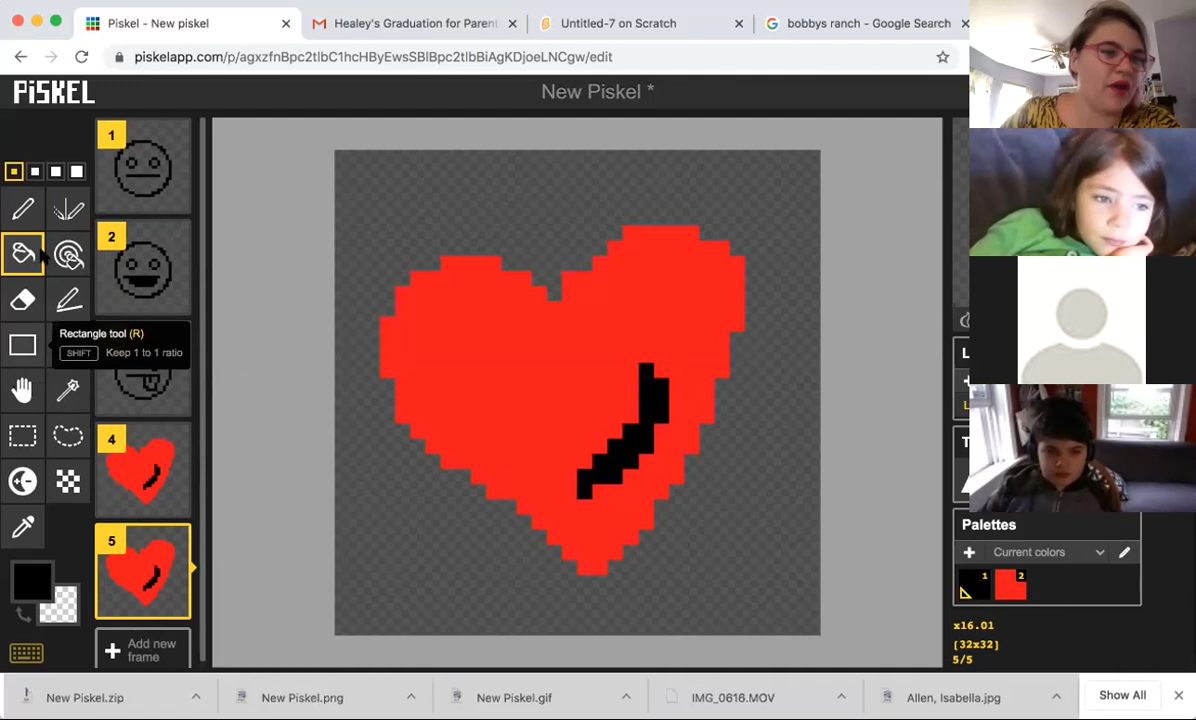 Piskel - New piskel
Healey's Graduation for Parent
Untitled-7 on Scratch
bobbys ranch - Google Search
piskelapp.com/p/agxzfnBpc2tlbC1hcHByEwsSBlBpc2tlbBiAgKDJoeLNCgw/edit
PiSKEL
New Piskel *
1
2
Rectangle tool (R)
SHIFT Keep 1 to 1 ratio
4
5
Add new
frame
L
L
T
Palettes
Current colors
1
2
x16.01
[32x32]
5/5
New Piskel.zip
New Piskel.png
New Piskel.gif
IMG_0616.MOV
Allen, Isabella.jpg
Show All